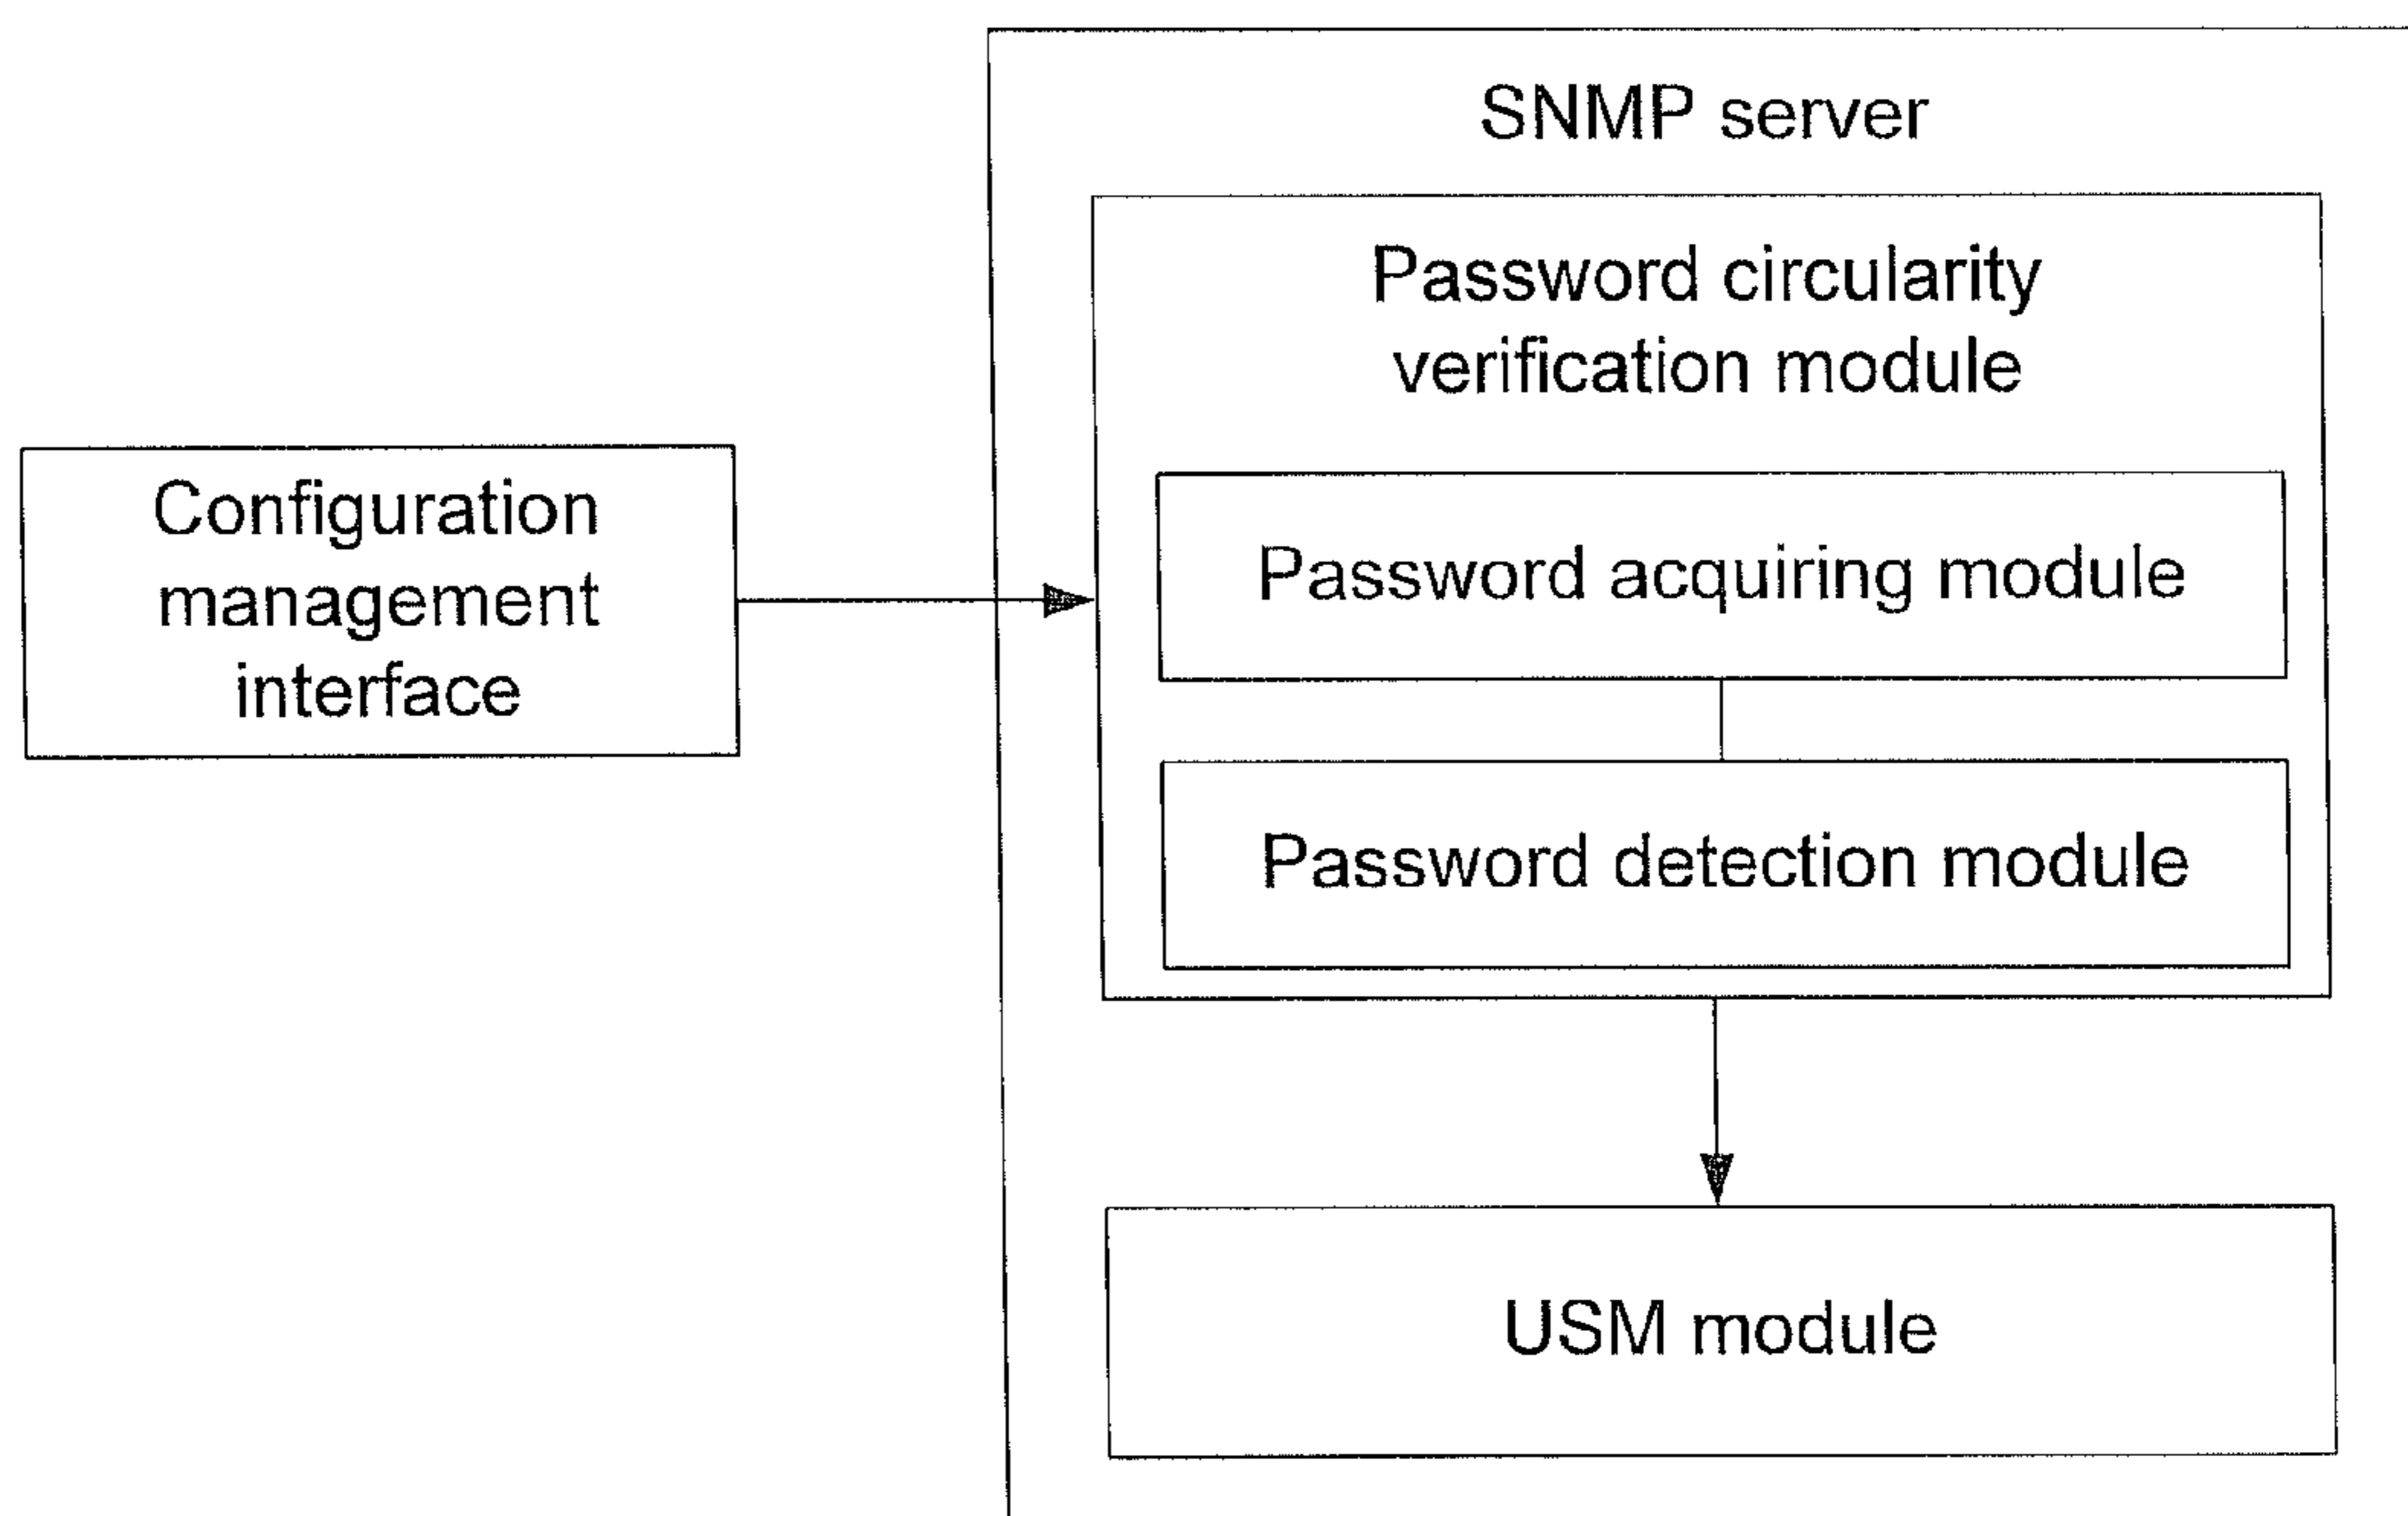 SNMP server
Password circularity
verification module
Configuration
management
interface
Password acquiring module
Password detection module
USM module